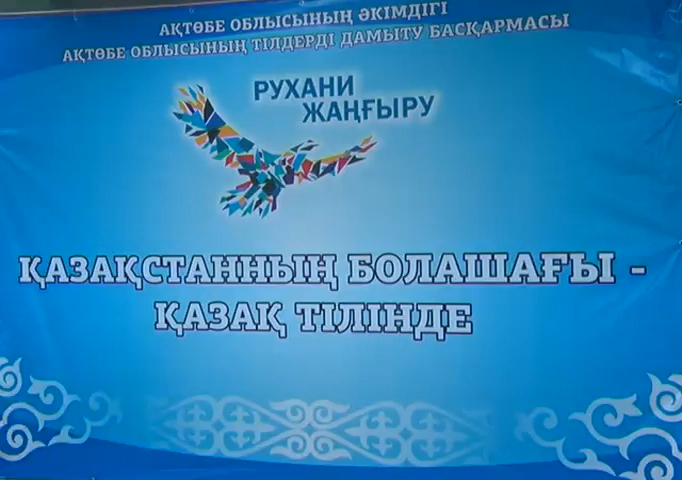 АҚТӨБЕ ОБЛЫСЫНЫҢ ӘКІМДІГІ
АҚТӨБЕ ОБЛЫСЫНЫҢ ТІЛДЕРДІ ДАМЫТУ БАСҚАРМАСЫ
РУХАНИ
ЖАҢҒЫРУ
ҚАЗАҚСТАННЫҢ БОЛАШАҒЫ -
ҚАЗАҚ ТІЛІНДЕ